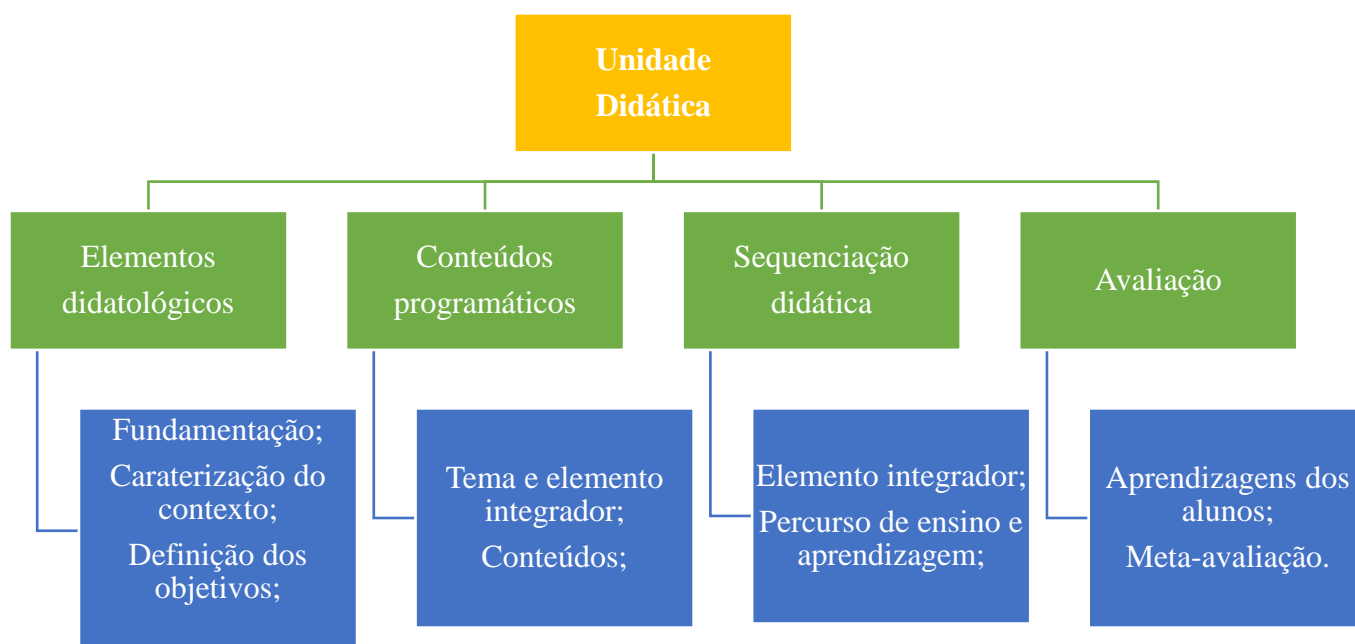 Unidade
Didática
Elementos
didatológicos
Conteúdos
programáticos
Sequenciação
didática
Avaliação
Fundamentação;
Caraterização do
contexto;
Definição dos
objetivos;
Tema e elemento
integrador;
Conteúdos;
Elemento integrador;
Percurso de ensino e
aprendizagem;
Aprendizagens dos
alunos;
Meta-avaliação.